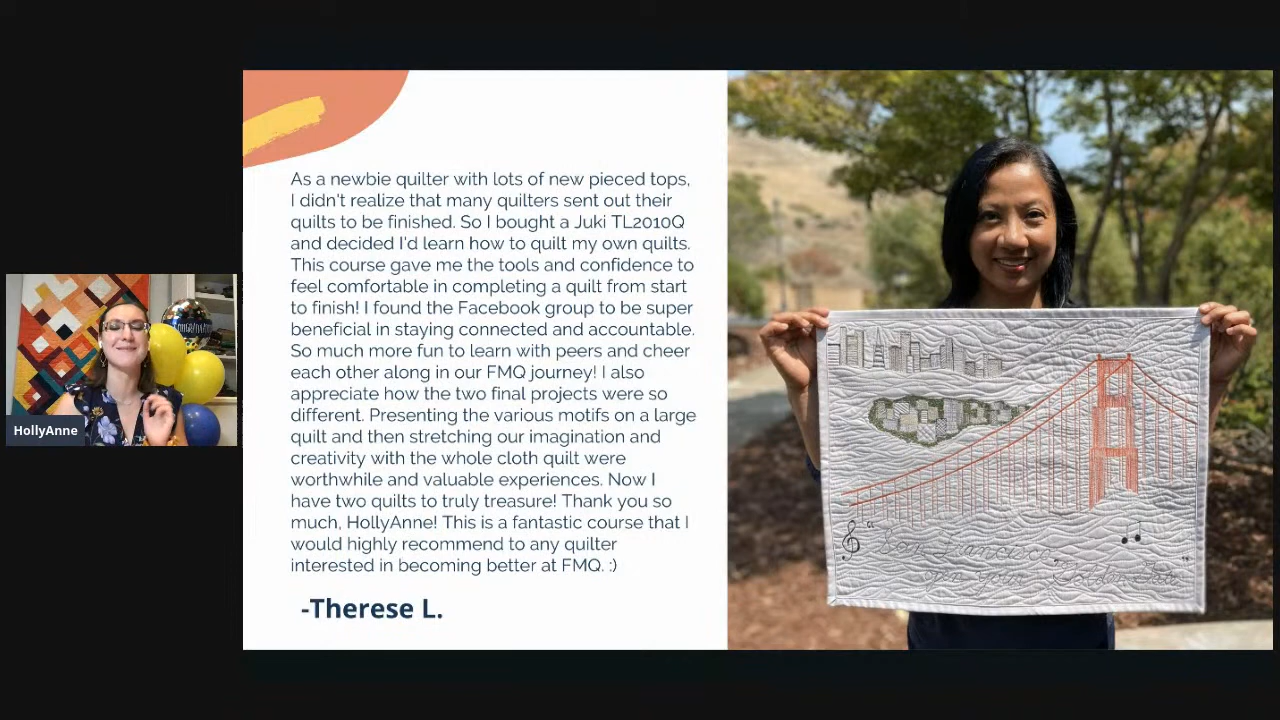 As a newbie quilter with lots of new pieced tops,
I didn't realize that many quilters sent out their
quilts to be finished. So I bought a Juki TL2010Q
and decided I'd learn how to quilt my own quilts.
This course gave me the tools and confidence to
feel comfortable in completing a quilt from start
to finish! I found the Facebook group to be super
beneficial in staying connected and accountable.
So much more fun to learn with peers and cheer
each other along in our FMQ journey! I also
appreciate how the two final projects were so
different. Presenting the various motifs on a large
quilt and then stretching our imagination and
creativity with the whole cloth quilt were
worthwhile and valuable experiences. Now I
have two quilts to truly treasure! Thank you so
much, HollyAnne! This is a fantastic course that I
would highly recommend to any quilter
interested in becoming better at FMQ. :)
-Therese L.
HollyAnne
"San Francisco
Golden Gate"